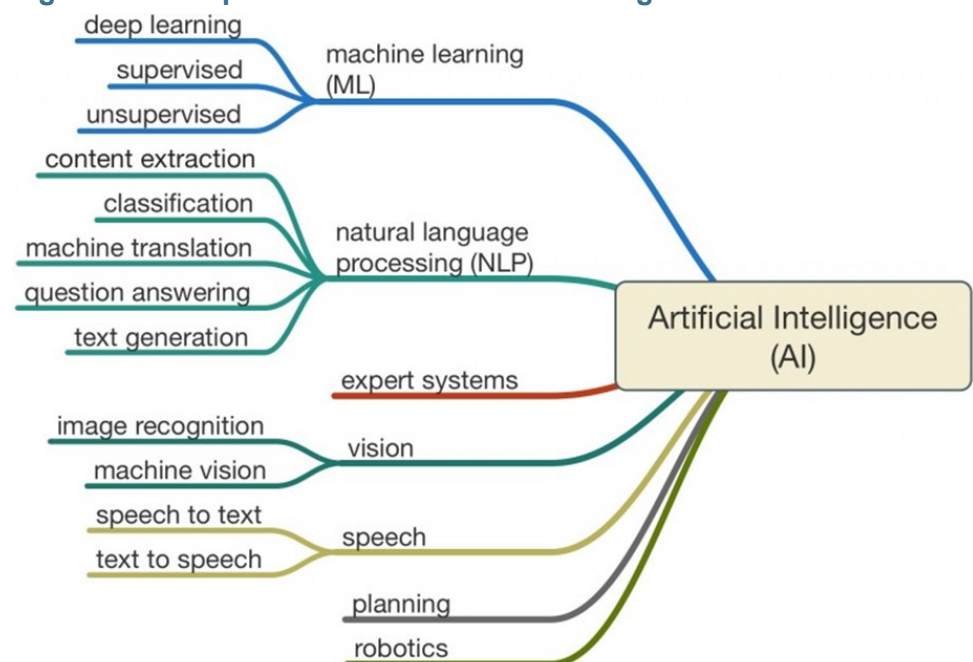 deep learning
supervised
unsupervised
machine learning
(ML)
content extraction
classification
machine translation
question answering
text generation
natural language
processing (NLP)
expert systems
image recognition
machine vision
vision
speech to text
text to speech
speech
planning
robotics
Artificial Intelligence
(AI)